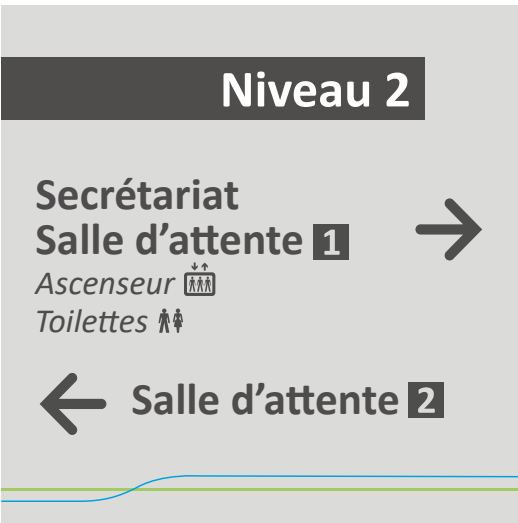 Niveau 2
Secrétariat
Salle d'attente 1
Ascenseur
Toilettes
Salle d'attente 2